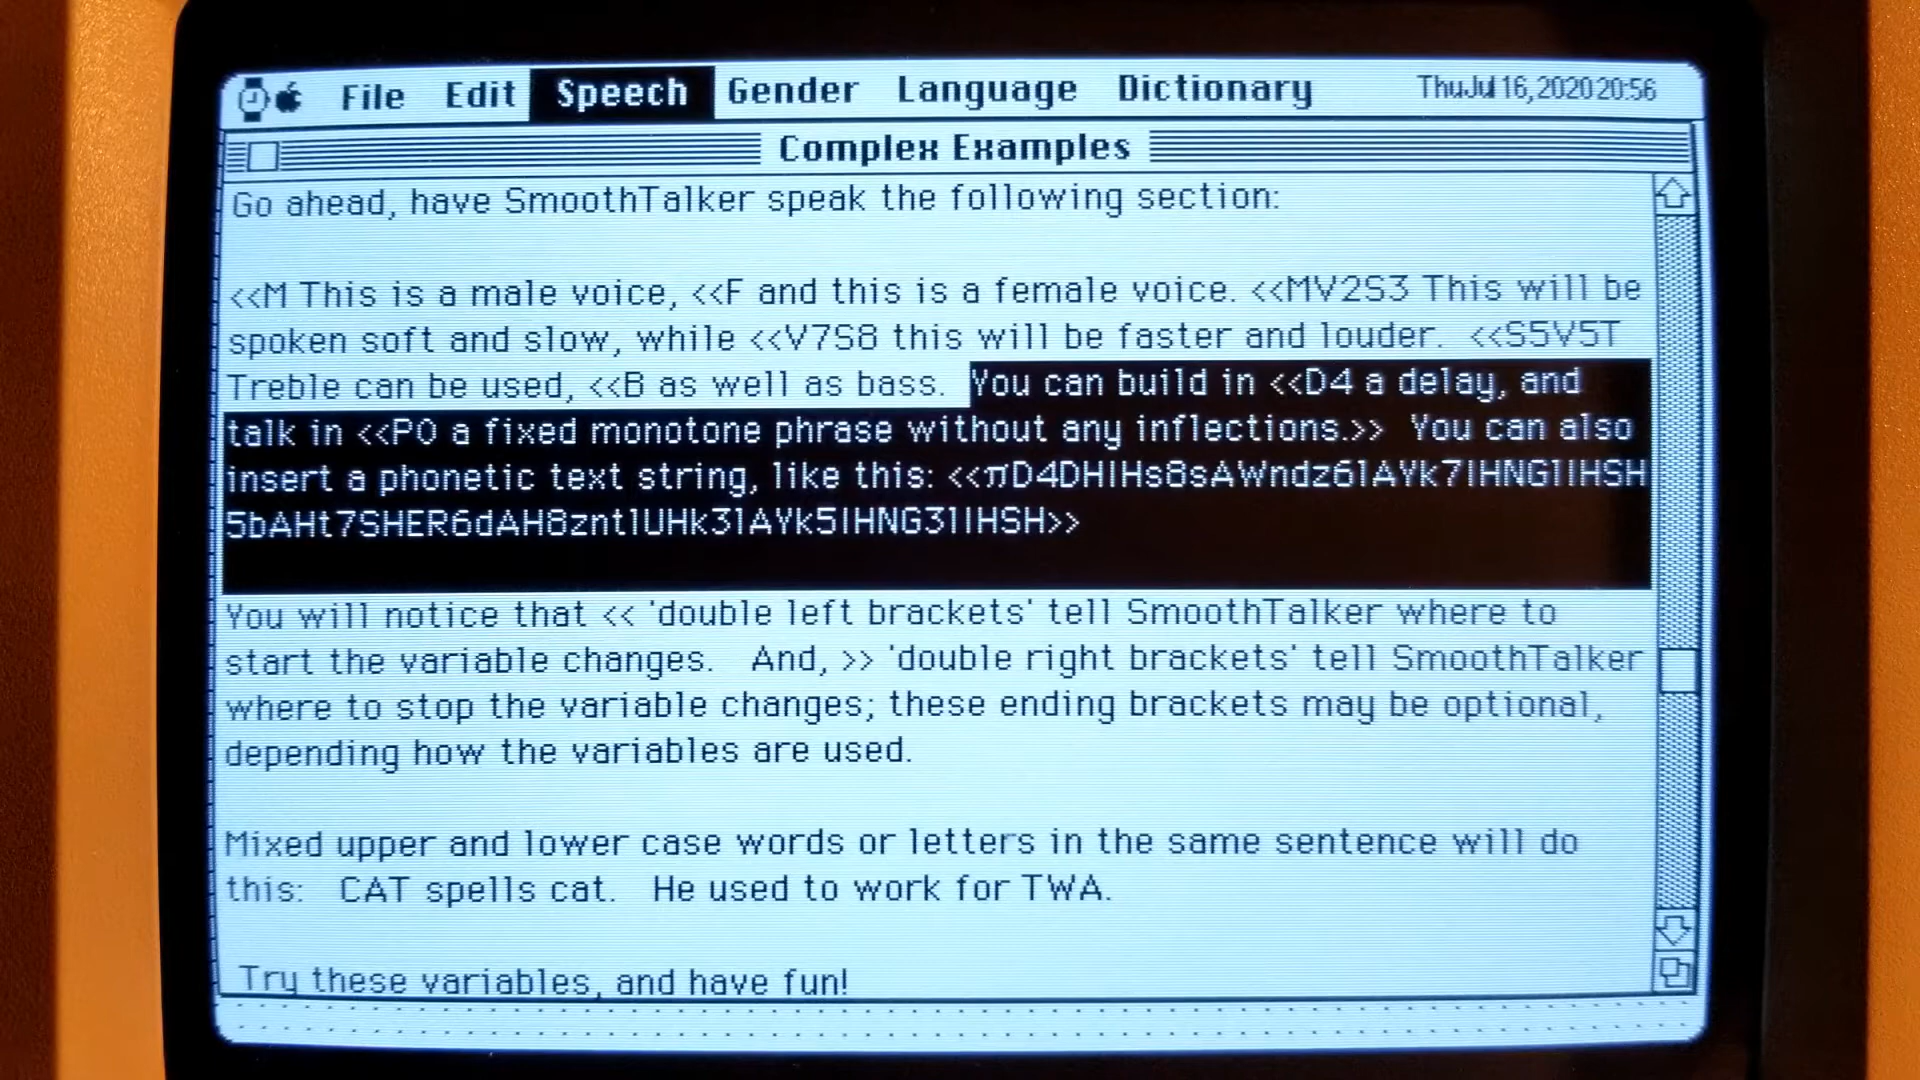 File Edit Speech Gender Language Dictionary ThuJul 16, 2020 20:56
Complex Examples
Go ahead, have SmoothTalker speak the following section:
<<M This is a male voice, <<F and this is a female voice. <<MV2S3 This will be
spoken soft and slow, while <<V7S8 this will be faster and louder. <<S5V5T
Treble can be used, <<B as well as bass. You can build in <<D4 a delay, and
talk in <<P0 a fixed monotone phrase without any inflections.>> You can also
insert a phonetic text string, like this: <<πD4DHIHs8sAWndz6lAYk7IHNG1IHSH
5bAHt7SHER6dAH8znt1UHk3lAYk5IHNG31IHSH>>
You will notice that << 'double left brackets' tell SmoothTalker where to
start the variable changes. And, >> 'double right brackets' tell SmoothTalker
where to stop the variable changes; these ending brackets may be optional,
depending how the variables are used.
Mixed upper and lower case words or letters in the same sentence will do
this: CAT spells cat. He used to work for TWA.
Try these variables, and have fun!